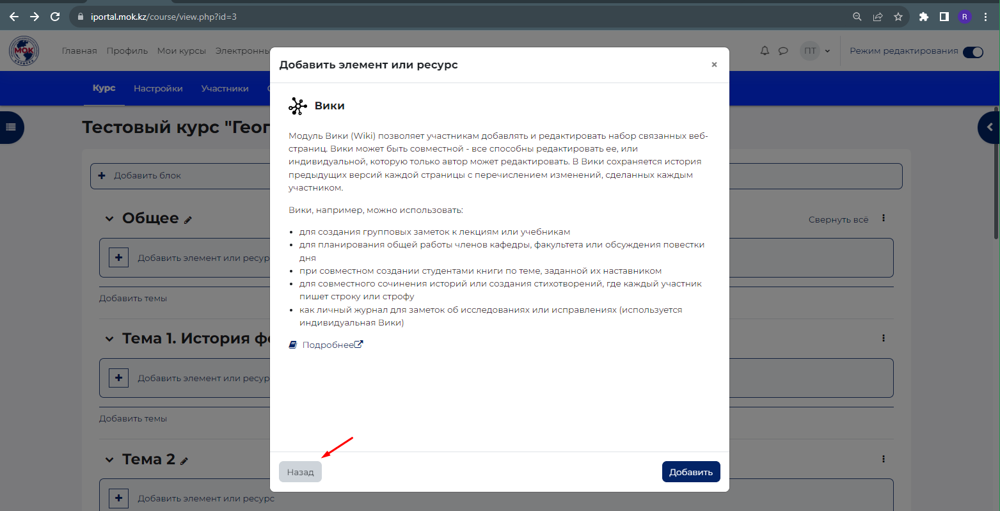 iportal.mok.kz/course/view.php?id=3
R
МОК
Главная Профиль Мои курсы
ПТ
Режим редактирования
Добавить элемент или ресурс
×
Курс Настройки Участники
Вики
Тестовый курс
Модуль Вики (Wiki) позволяет участникам добавлять и редактировать набор связанных веб-
страниц. Вики может быть совместной - все способны редактировать ее, или
индивидуальной, которую только автор может редактировать. В Вики сохраняется история
предыдущих версий каждой страницы с перечислением изменений, сделанных каждым
участником.
Добавить блок
Вики, например, можно использовать:
Общее
Свернуть всё
для создания групповых заметок к лекциям или учебникам
для планирования общей работы членов кафедры, факультета или обсуждения повестки
дня
при совместном создании студентами книги по теме, заданной их наставником
для совместного сочинения историй или создания стихотворений, где каждый участник
пишет строку или строфу
как личный журнал для заметок об исследованиях или исправлениях (используется
индивидуальная Вики)
Добавить элемент или ресур
Добавить темы
Подробнее
Тема 1. История
Добавить элемент или ресур
Добавить темы
Тема 2
Добавить элемент или ресурс
Назад
Добавить